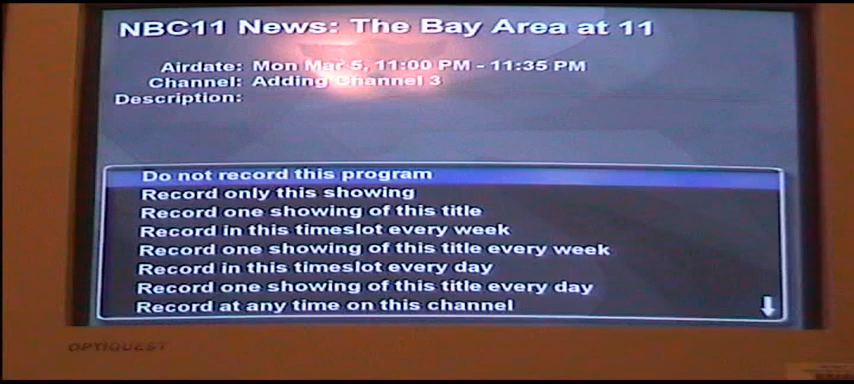 NBC11 News: The Bay Area at 11
Airdate: Mon Mar 5, 11:00 PM - 11:35 PM
Channel: Adding Channel 3
Description:
Do not record this program
Record only this showing
Record one showing of this title
Record in this timeslot every week
Record one showing of this title every week
Record in this timeslot every day
Record one showing of this title every day
Record at any time on this channel
OPTIQUEST